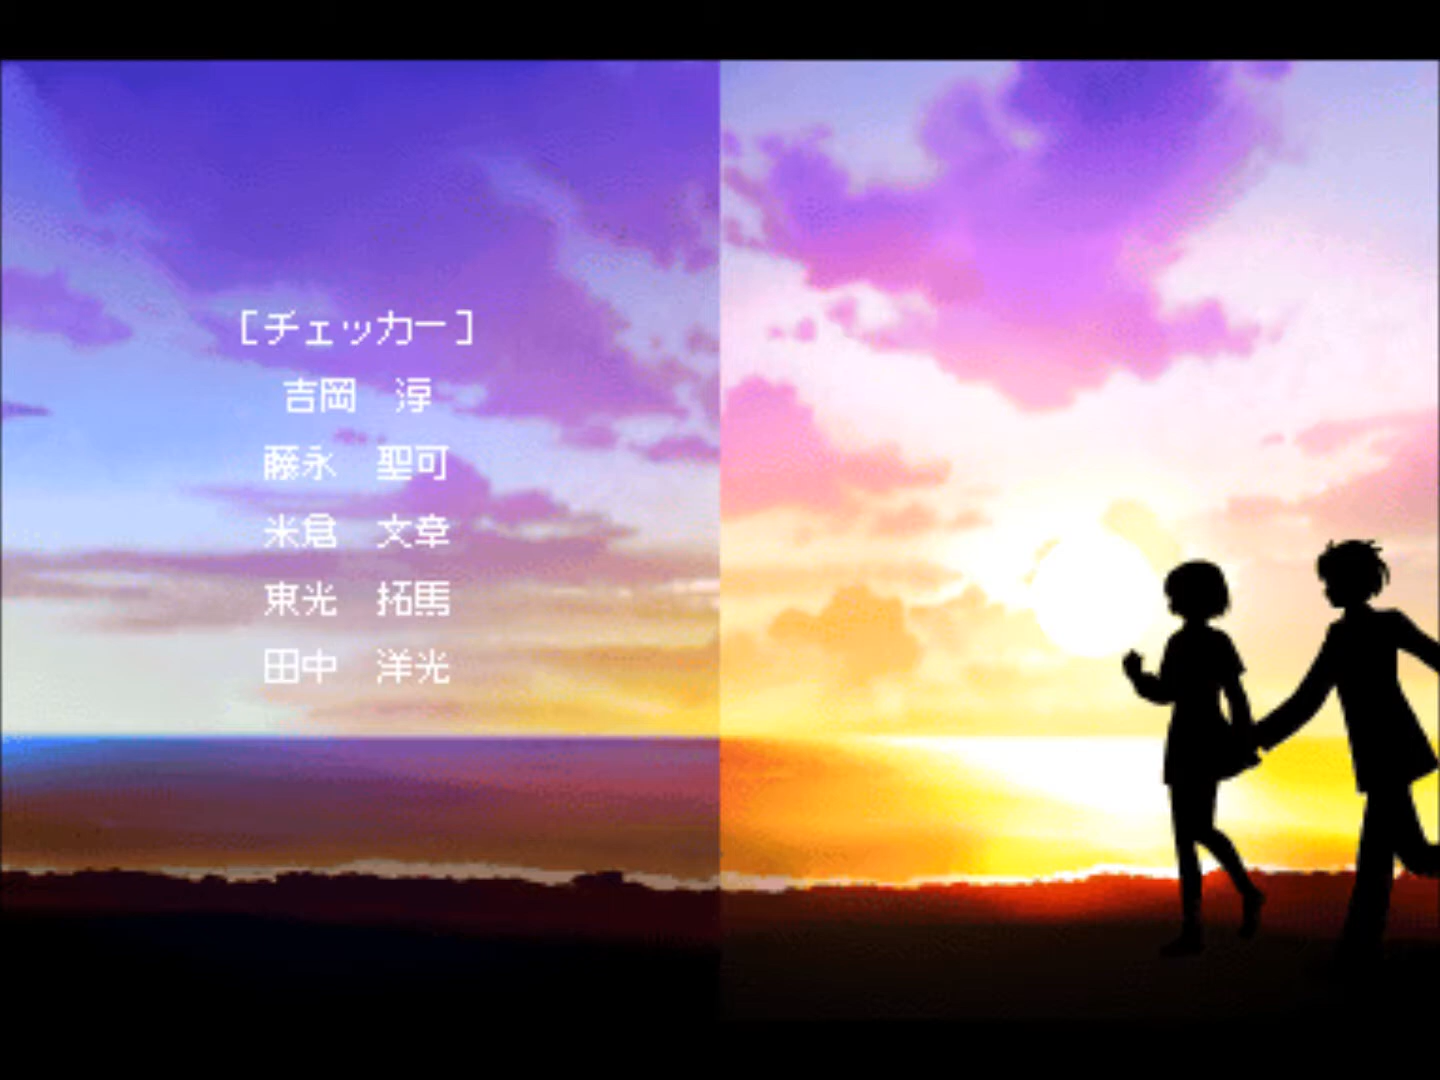 [チェッカー]
吉岡　淳
藤永　聖可
米倉　文章
東光　拓馬
田中　洋光